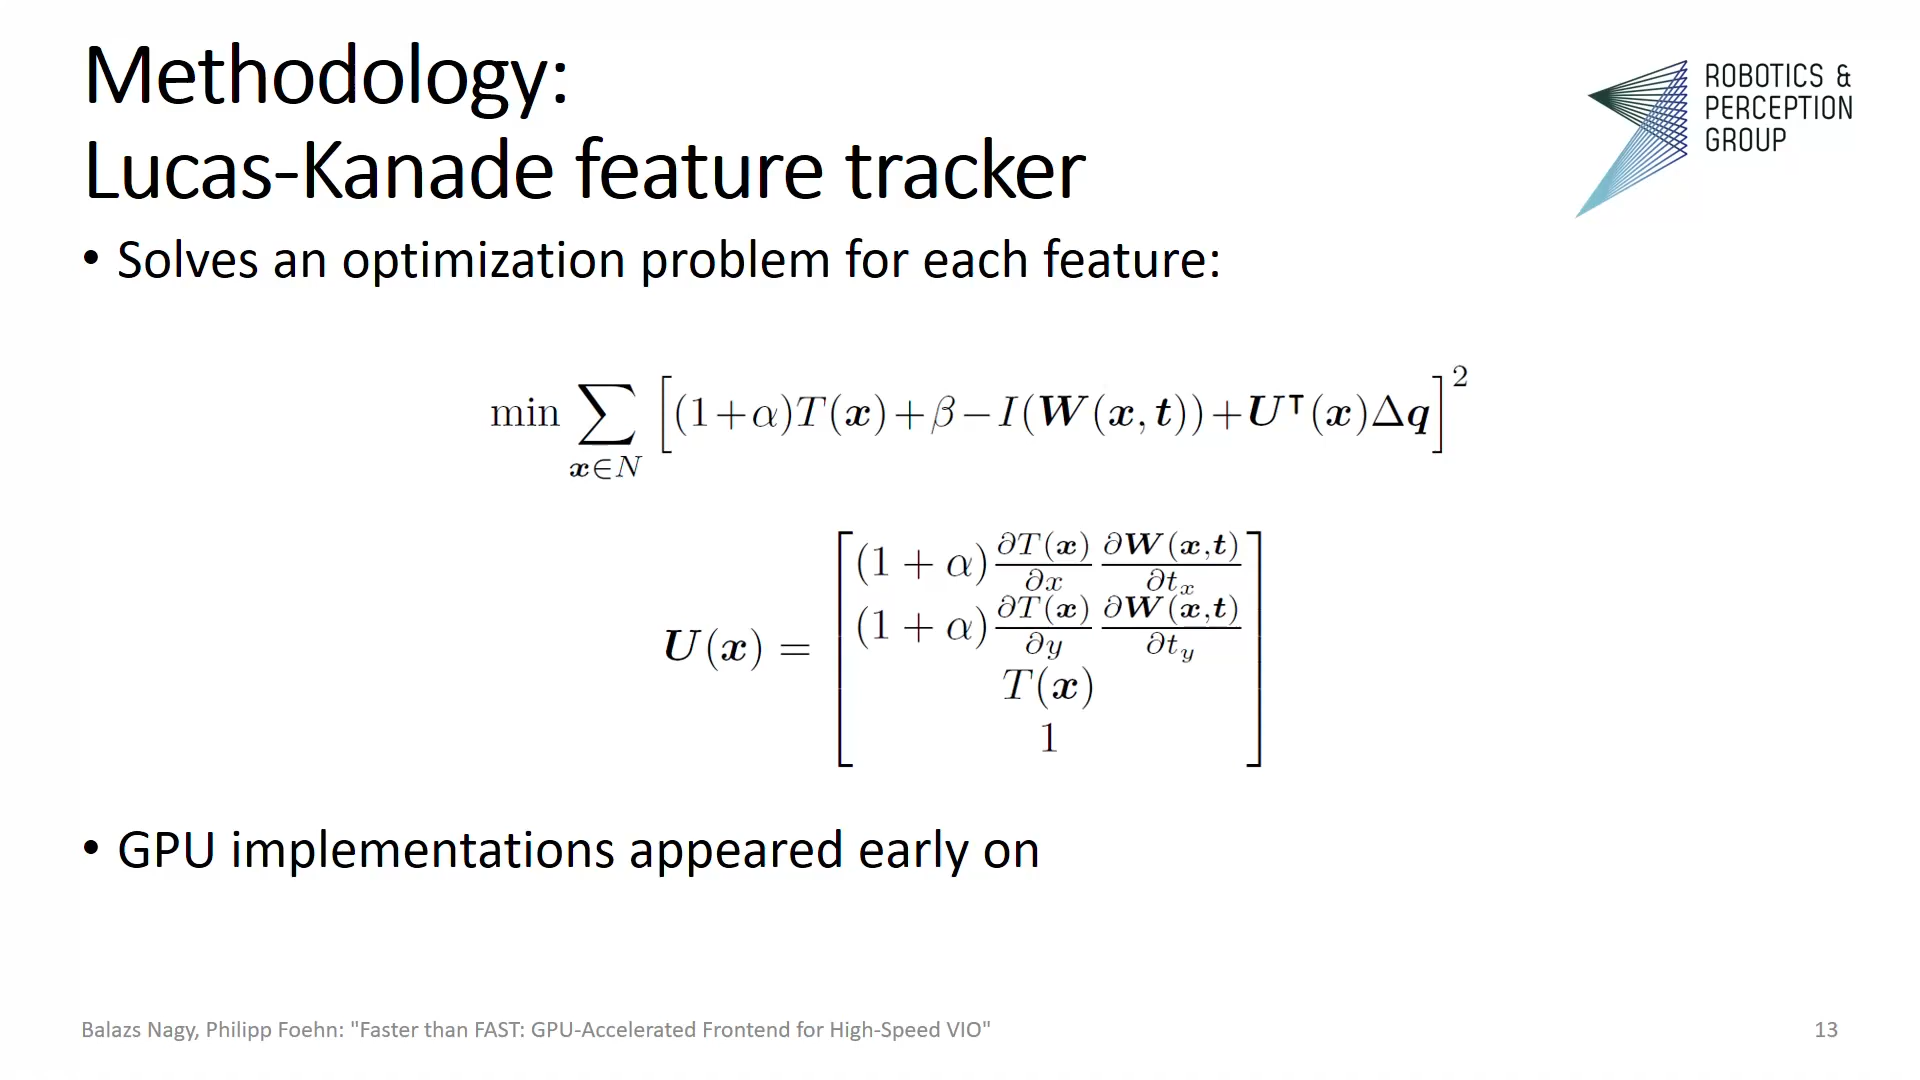 Methodology:
Lucas-Kanade feature tracker
ROBOTICS &
PERCEPTION
GROUP
• Solves an optimization problem for each feature:
min ∑_{x∈N} [(1+α)T(x)+β−I(W(x,t))+U⊤(x)Δq]²
U(x) = [(1 + α) ∂T(x)/∂x ∂W(x,t)/∂tₓ
(1 + α) ∂T(x)/∂y ∂W(x,t)/∂t_y
T(x)
1]
• GPU implementations appeared early on
Balazs Nagy, Philipp Foehn: "Faster than FAST: GPU-Accelerated Frontend for High-Speed VIO"
13